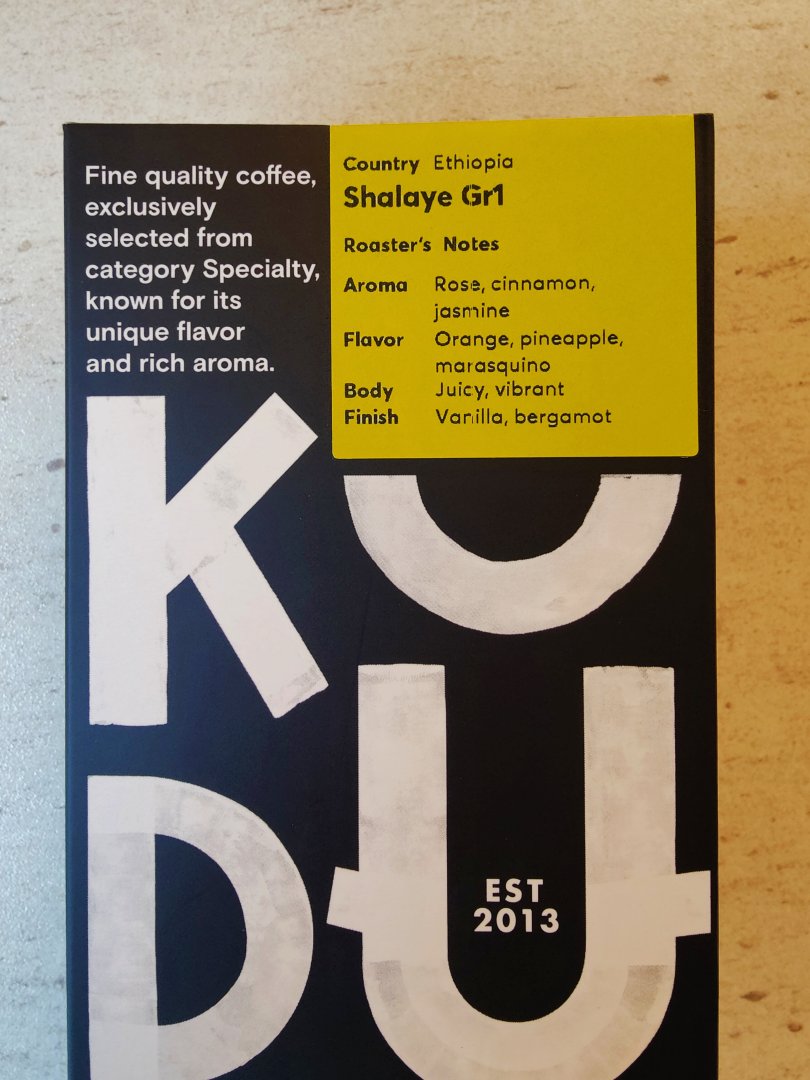 Fine quality coffee,
exclusively
selected from
category Specialty,
known for its
unique flavor
and rich aroma.
Country Ethiopia
Shalaye Gr1
Roaster's Notes
Aroma Rose, cinnamon,
jasmine
Flavor Orange, pineapple,
marasquino
Body Juicy, vibrant
Finish Vanilla, bergamot
KU
DU
EST
2013